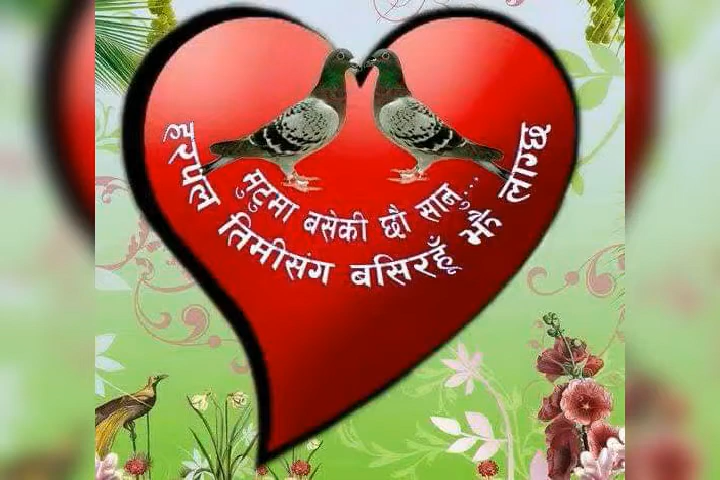 मुटुमा बसेकी छौ सानु...
हरपल तिमीसंग बसिरहूँ झैं लाग्छ